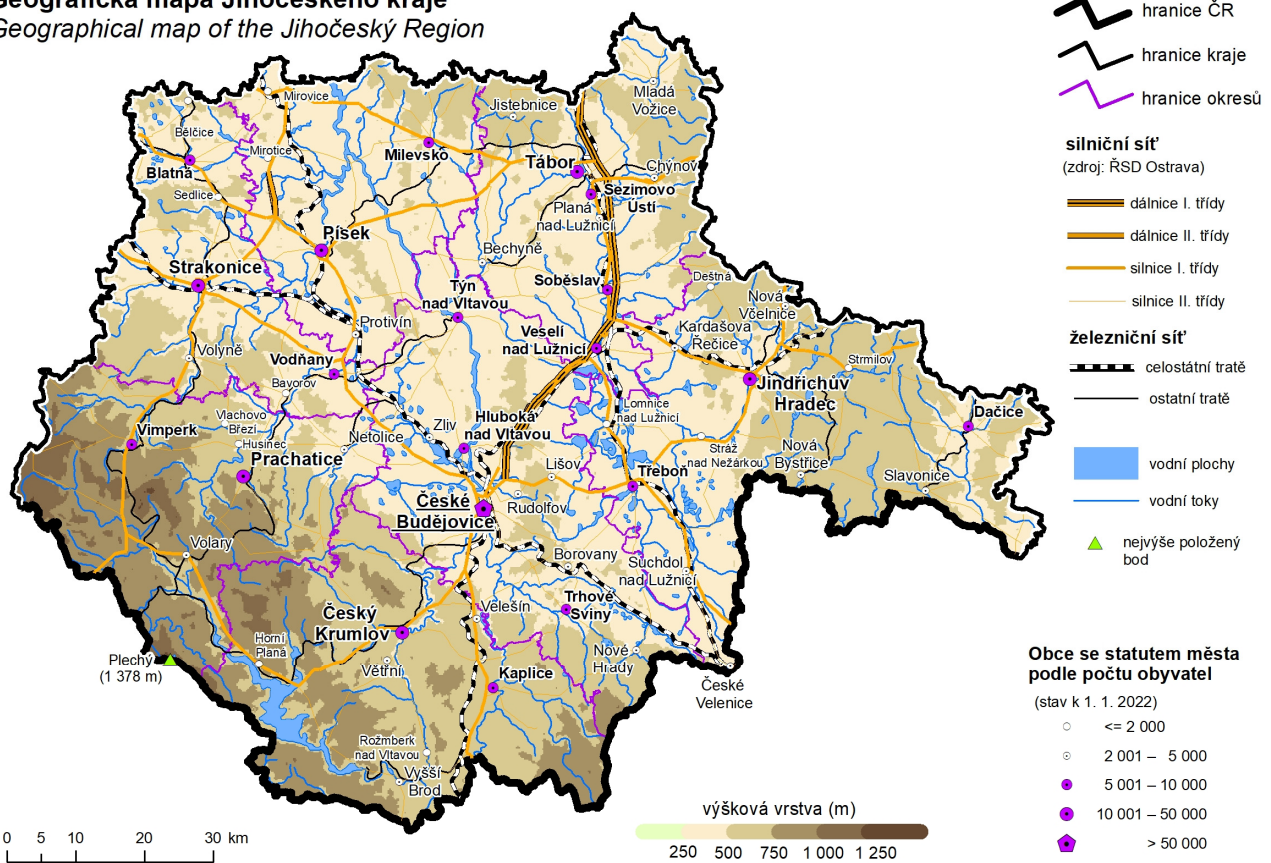 Geografická mapa Jihočeského kraje
Geographical map of the Jihočeský Region
hranice ČR
hranice kraje
hranice okresů
silniční síť
(zdroj: ŘSD Ostrava)
dálnice I. třídy
dálnice II. třídy
silnice I. třídy
silnice II. třídy
železniční síť
celostátní tratě
ostatní tratě
vodní plochy
vodní toky
nejvýše položený
bod
Obce se statutem města
podle počtu obyvatel
(stav k 1. 1. 2022)
<= 2 000
2 001 – 5 000
5 001 – 10 000
10 001 – 50 000
> 50 000
Mirovice
Jistebnice
Mladá
Vožice
Bělčice
Mirotice
Milevsko
Tábor
Chýnov
Blatná
Sedlice
Sezimovo
Ústí
Planá
nad Lužnicí
Písek
Bechyně
Strakonice
Soběslav
Deštná
Týn
nad Vltavou
Nová
Včelnice
Protivín
Veselí
nad Lužnicí
Kardašova
Řečice
Volyně
Vodňany
Strmilov
Bavorov
Jindřichův
Hradec
Lomnice
nad Lužnicí
Dačice
Vlachovo
Březí
Vimperk
Husinec
Netolice
Zliv
Hluboká
nad Vltavou
Stráž
nad Nežárkou
Nová
Bystřice
Prachatice
Lišov
Třeboň
Slavonice
České
Budějovice
Rudolfov
Volary
Borovany
Suchdol
nad Lužnicí
Český
Krumlov
Velešín
Trhové
Sviny
Horní
Planá
Plechý
(1 378 m)
Větřní
Nové
Hrady
Kaplice
České
Velenice
Rožmberk
nad Vltavou
Vyšší
Brod
výšková vrstva (m)
250 500 750 1 000 1 250
0 5 10 20 30 km